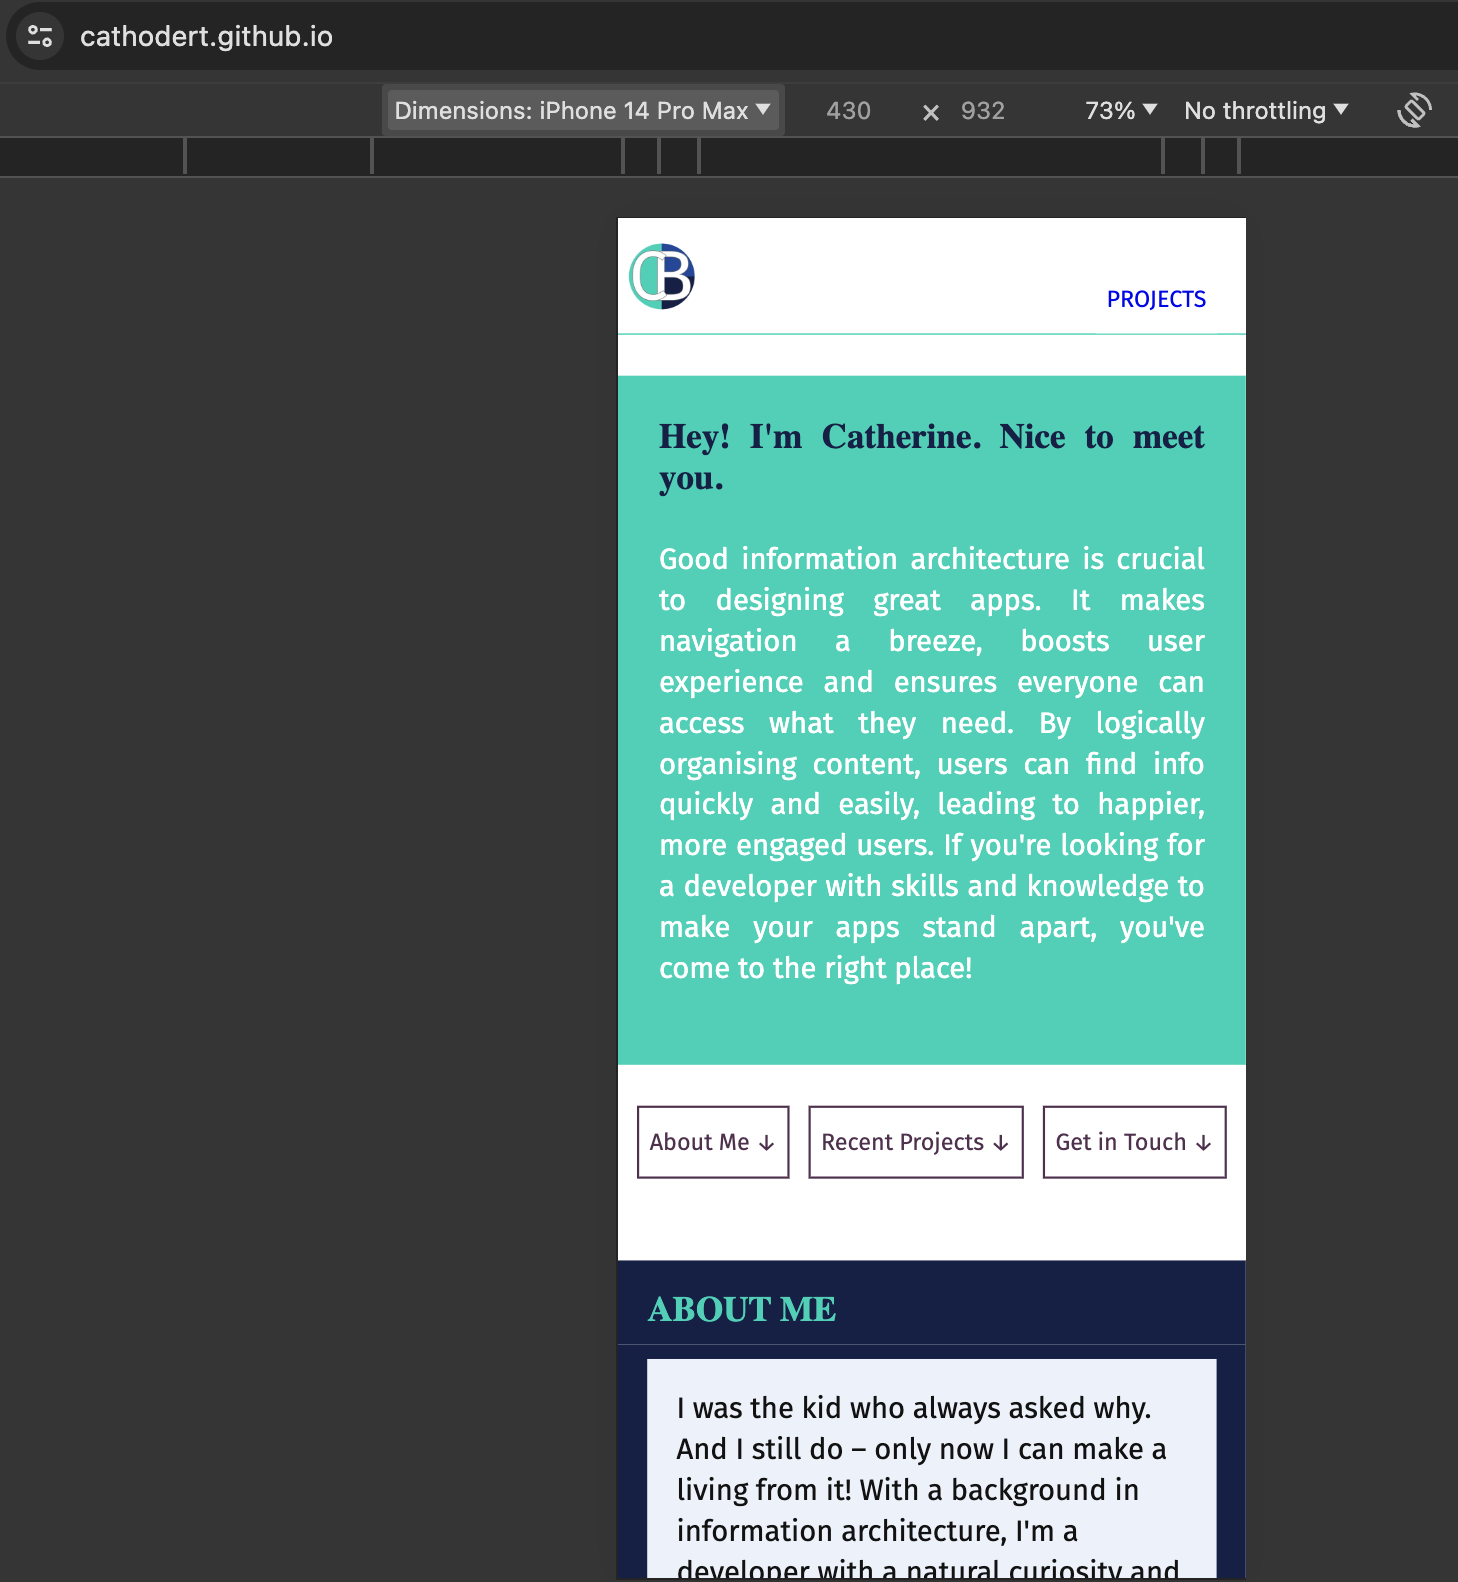 cathodert.github.io
Dimensions: iPhone 14 Pro Max ▼ 430 × 932 73% ▼ No throttling ▼
CB
PROJECTS
Hey! I'm Catherine. Nice to meet
you.
Good information architecture is crucial
to designing great apps. It makes
navigation a breeze, boosts user
experience and ensures everyone can
access what they need. By logically
organising content, users can find info
quickly and easily, leading to happier,
more engaged users. If you're looking for
a developer with skills and knowledge to
make your apps stand apart, you've
come to the right place!
About Me ↓ Recent Projects ↓ Get in Touch ↓
ABOUT ME
I was the kid who always asked why.
And I still do – only now I can make a
living from it! With a background in
information architecture, I'm a
developer with a natural curiosity and